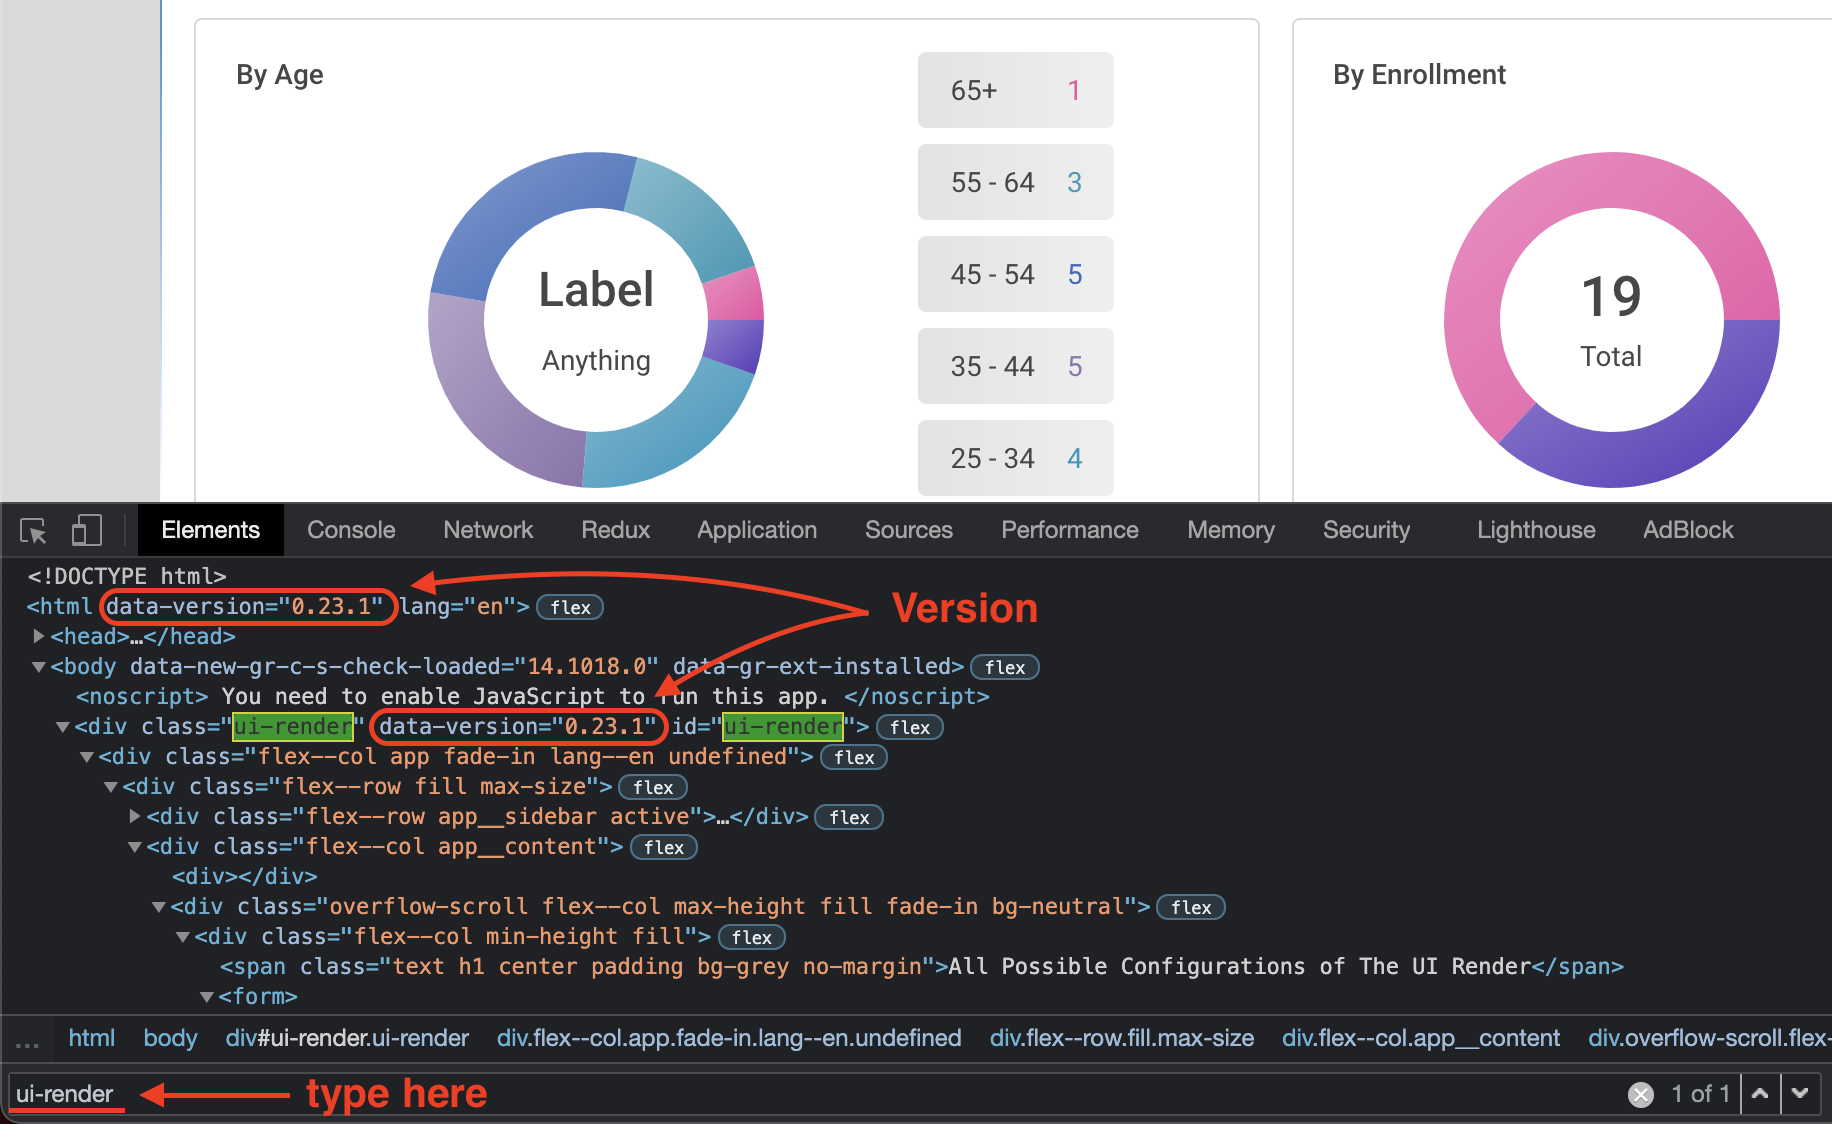 By Age
65+ 1
55 - 64 3
45 - 54 5
35 - 44 5
25 - 34 4
Label
Anything
By Enrollment
19
Total
Elements Console Network Redux Application Sources Performance Memory Security Lighthouse AdBlock
<!DOCTYPE html>
<html data-version="0.23.1" lang="en"> flex
<head>…</head>
<body data-new-gr-c-s-check-loaded="14.1018.0" data-gr-ext-installed> flex
<noscript> You need to enable JavaScript to run this app. </noscript>
<div class="ui-render" data-version="0.23.1" id="ui-render"> flex
<div class="flex--col app fade-in lang--en undefined"> flex
<div class="flex--row fill max-size"> flex
<div class="flex--row app__sidebar active">…</div> flex
<div class="flex--col app__content"> flex
<div></div>
<div class="overflow-scroll flex--col max-height fill fade-in bg-neutral"> flex
<div class="flex--col min-height fill"> flex
<span class="text h1 center padding bg-grey no-margin">All Possible Configurations of The UI Render</span>
<form>
Version
... html body div#ui-render.ui-render div.flex--col.app.fade-in.lang--en.undefined div.flex--row.fill.max-size div.flex--col.app__content div.overflow-scroll.flex-
ui-render type here 1 of 1